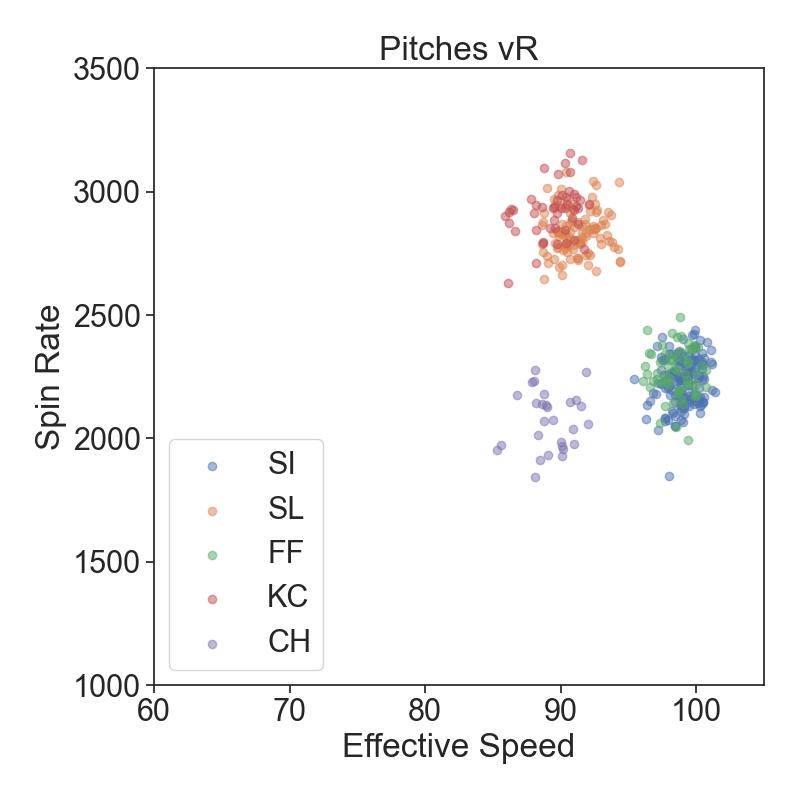 Pitches vR
3500
3000
2500
2000
1500
1000
Spin Rate
SI
SL
FF
KC
CH
60 70 80 90 100
Effective Speed